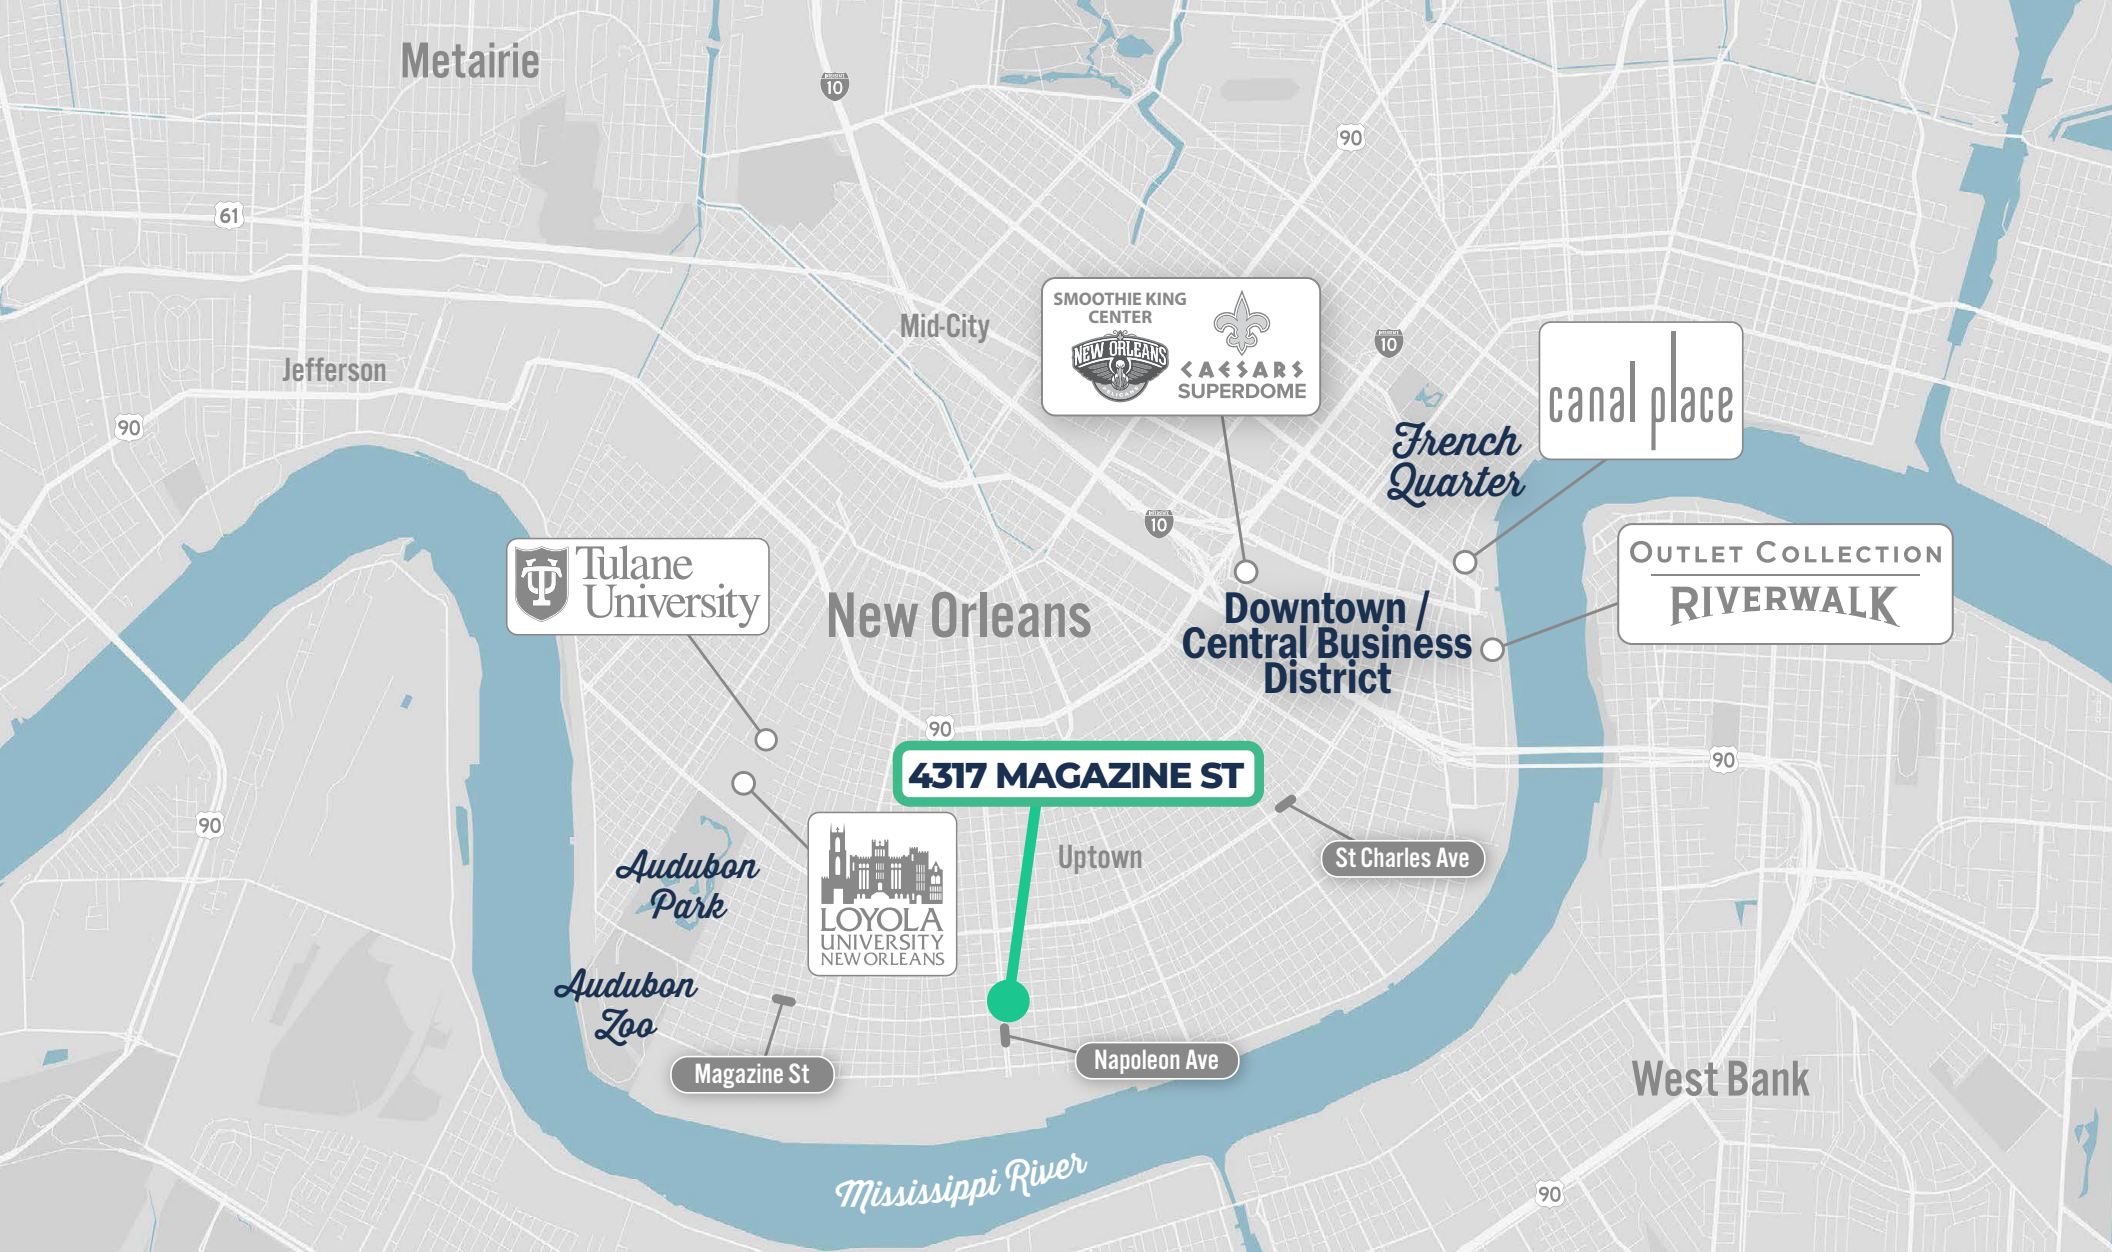 Metairie
10
90
61
SMOOTHIE KING
CENTER
NEW ORLEANS
PELICANS
CAESARS
SUPERDOME
Mid-City
10
Jefferson
canal place
90
French
Quarter
10
Tulane
University
OUTLET COLLECTION
RIVERWALK
New Orleans
Downtown /
Central Business
District
90
4317 MAGAZINE ST
90
90
Uptown
St Charles Ave
Audubon
Park
LOYOLA
UNIVERSITY
NEW ORLEANS
Audubon
Zoo
Magazine St
Napoleon Ave
West Bank
Mississippi River
90